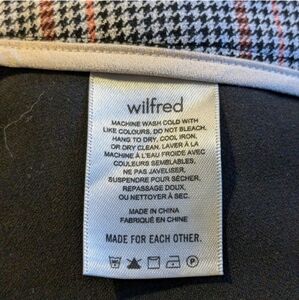 wilfred
MACHINE WASH COLD WITH
LIKE COLOURS, DO NOT BLEACH,
HANG TO DRY, COOL IRON,
OR DRY CLEAN. LAVER À LA
MACHINE À L'EAU FROIDE AVEC
COULEURS SEMBLABLES,
NE PAS JAVELISER,
SUSPENDRE POUR SÉCHER,
REPASSAGE DOUX,
OU NETTOYER À SEC.
MADE IN CHINA
FABRIQUÉ EN CHINE
MADE FOR EACH OTHER.
P